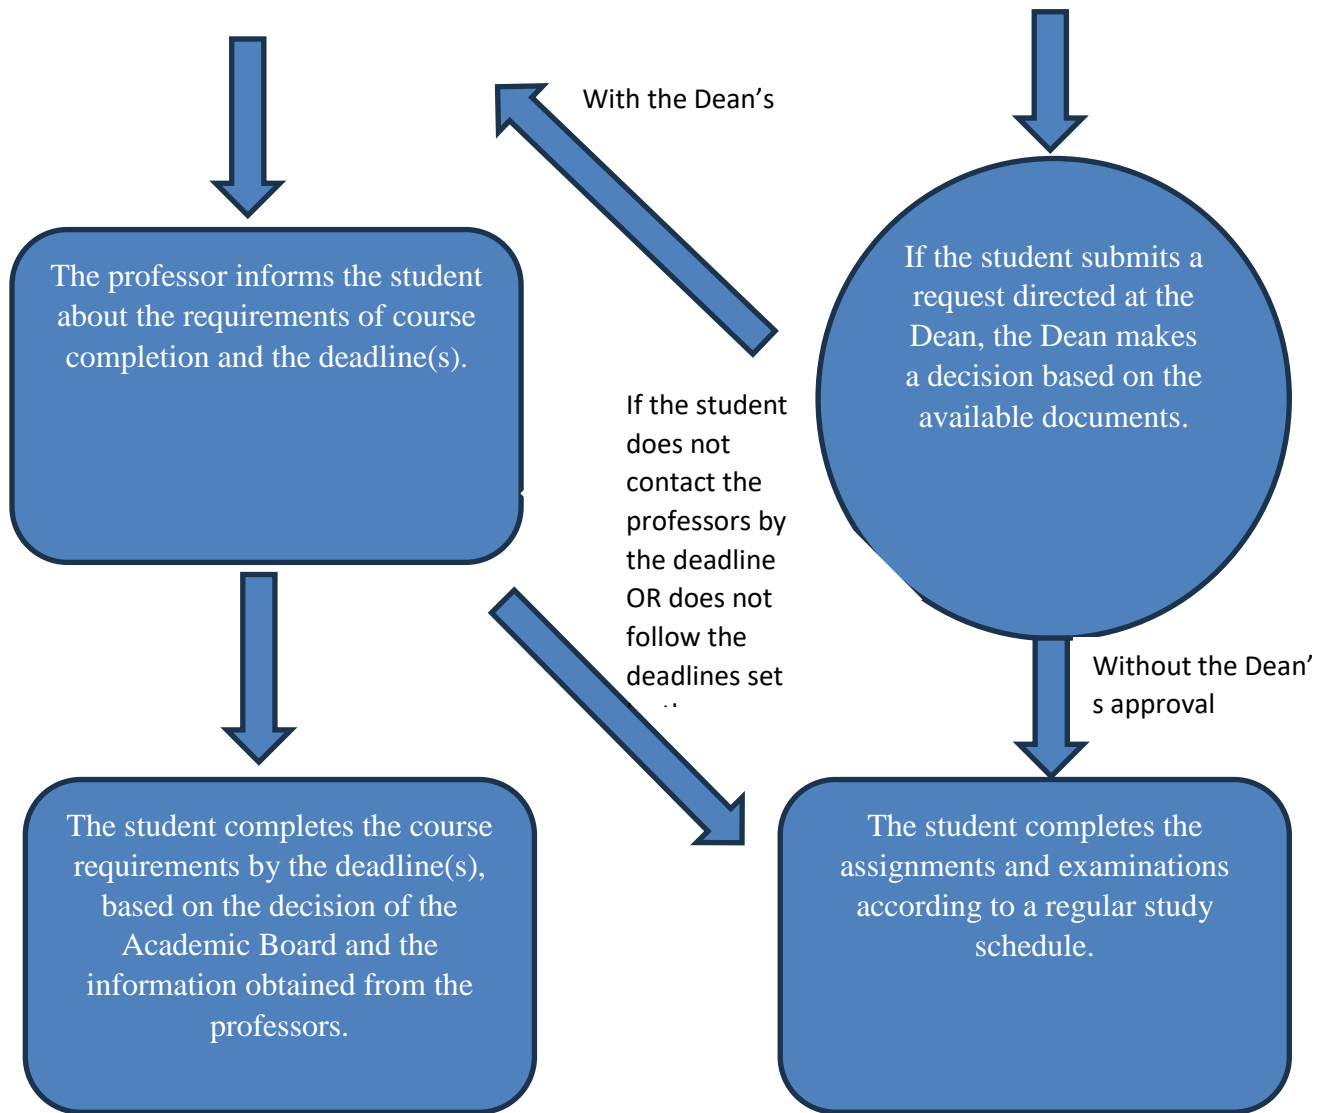 With the Dean’s
The professor informs the student
about the requirements of course
completion and the deadline(s).
If the student submits a
request directed at the
Dean, the Dean makes
a decision based on the
available documents.
If the student
does not
contact the
professors by
the deadline
OR does not
follow the
deadlines set
Without the Dean’
s approval
The student completes the course
requirements by the deadline(s),
based on the decision of the
Academic Board and the
information obtained from the
professors.
The student completes the
assignments and examinations
according to a regular study
schedule.